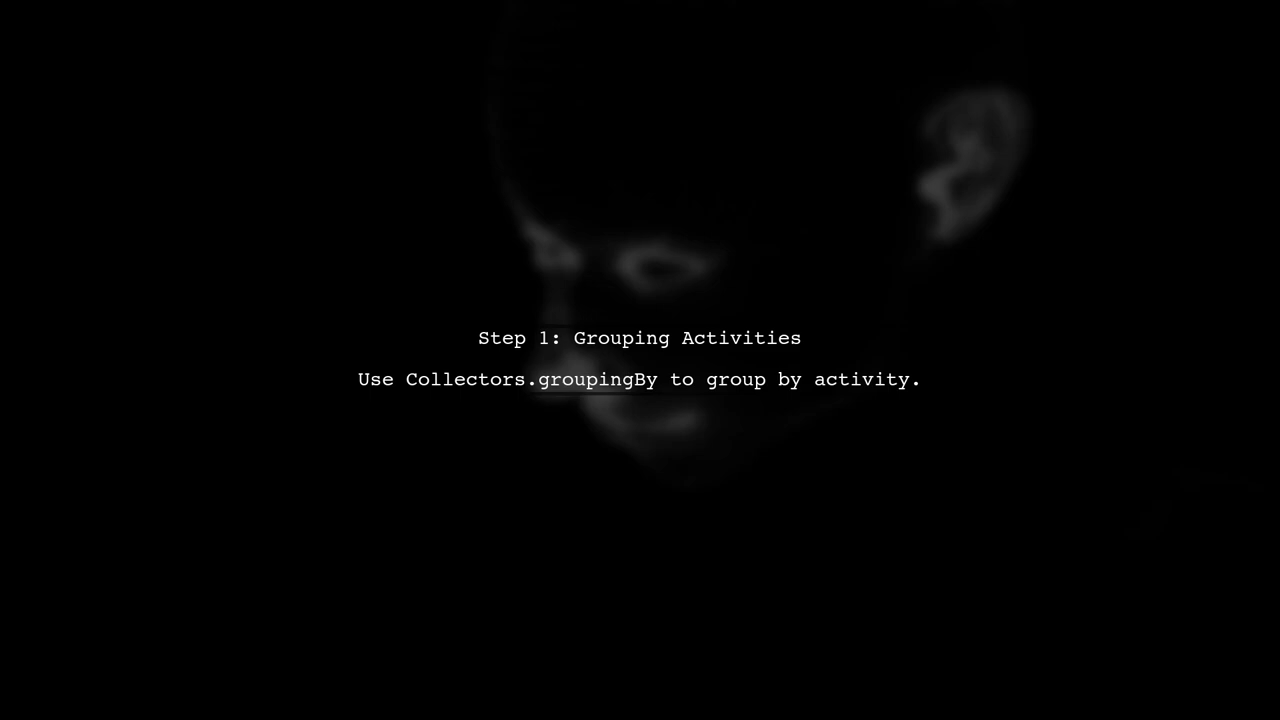 Step 1: Grouping Activities
Use Collectors.groupingBy to group by activity.